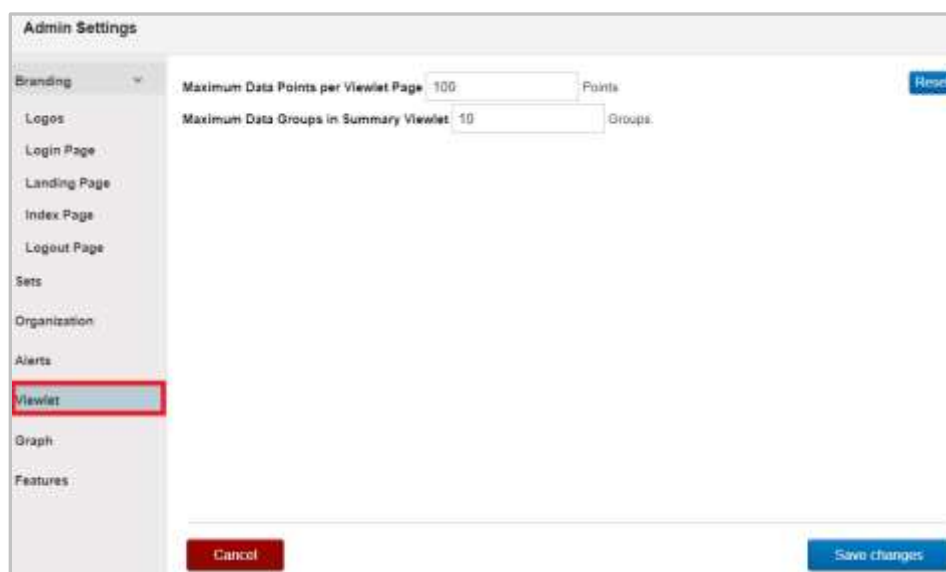 Admin Settings
Branding
Logos
Login Page
Landing Page
Index Page
Logout Page
Sets
Organization
Alerts
Viewlet
Graph
Features
Maximum Data Points per Viewlet Page 100 Points
Maximum Data Groups in Summary Viewlet 10 Groups
Rese
Cancel
Save changes